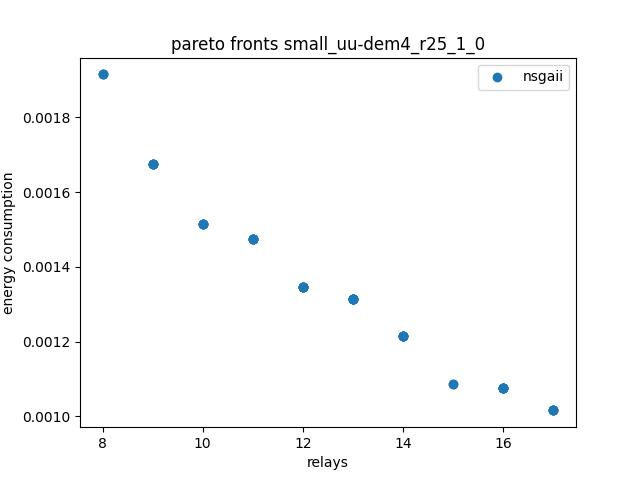 pareto fronts small_uu-dem4_r25_1_0
nsgaii
0.0018
0.0016
0.0014
0.0012
0.0010
energy consumption
8
10
12
14
16
relays